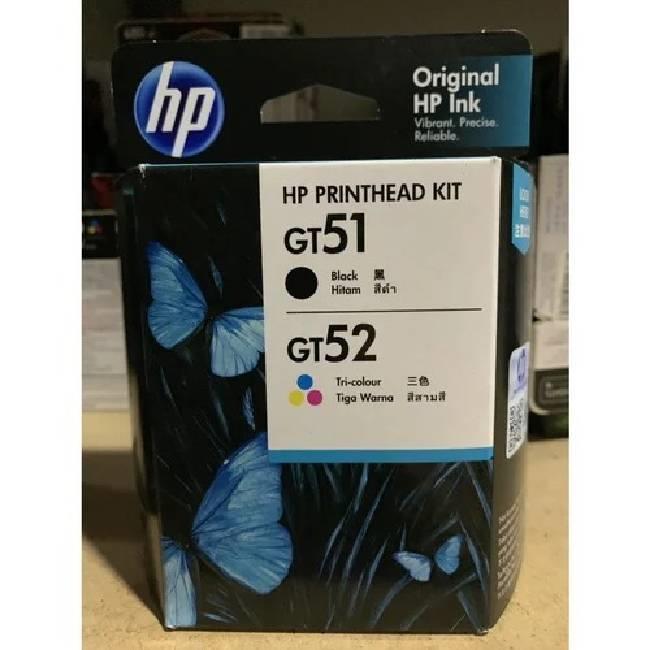 hp
Original
HP Ink
Vibrant. Precise.
Reliable.
HP PRINTHEAD KIT
GT51
Black 黑
Hitam สีดำ
GT52
Tri-colour 三色
Tiga Warna สีสามสี